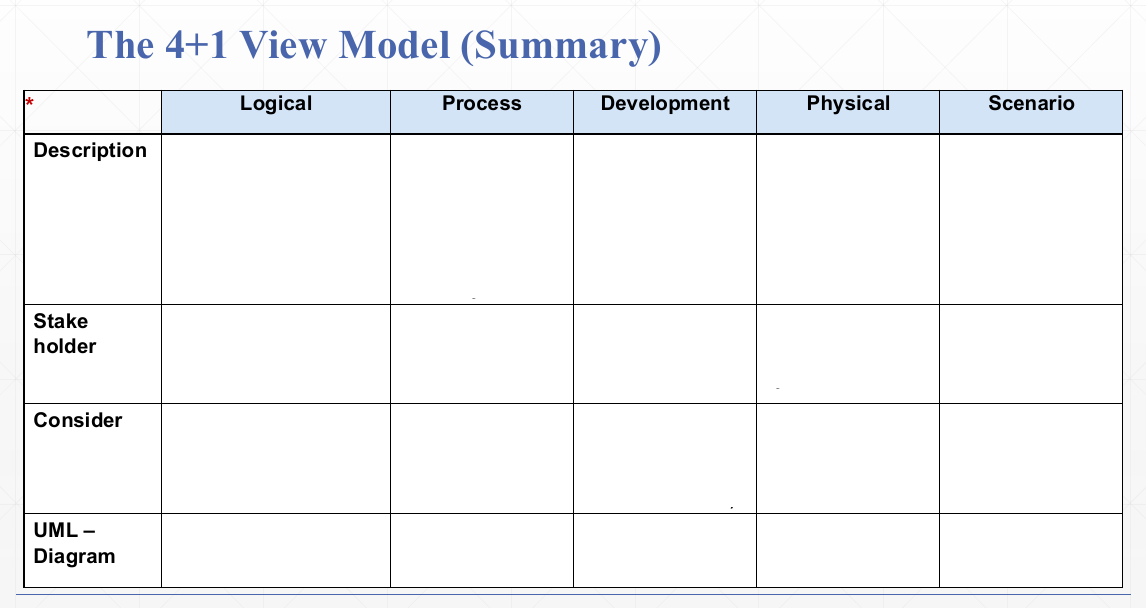 The 4+1 View Model (Summary)
* Logical Process Development Physical Scenario
Description
Stake
holder
Consider
UML –
Diagram